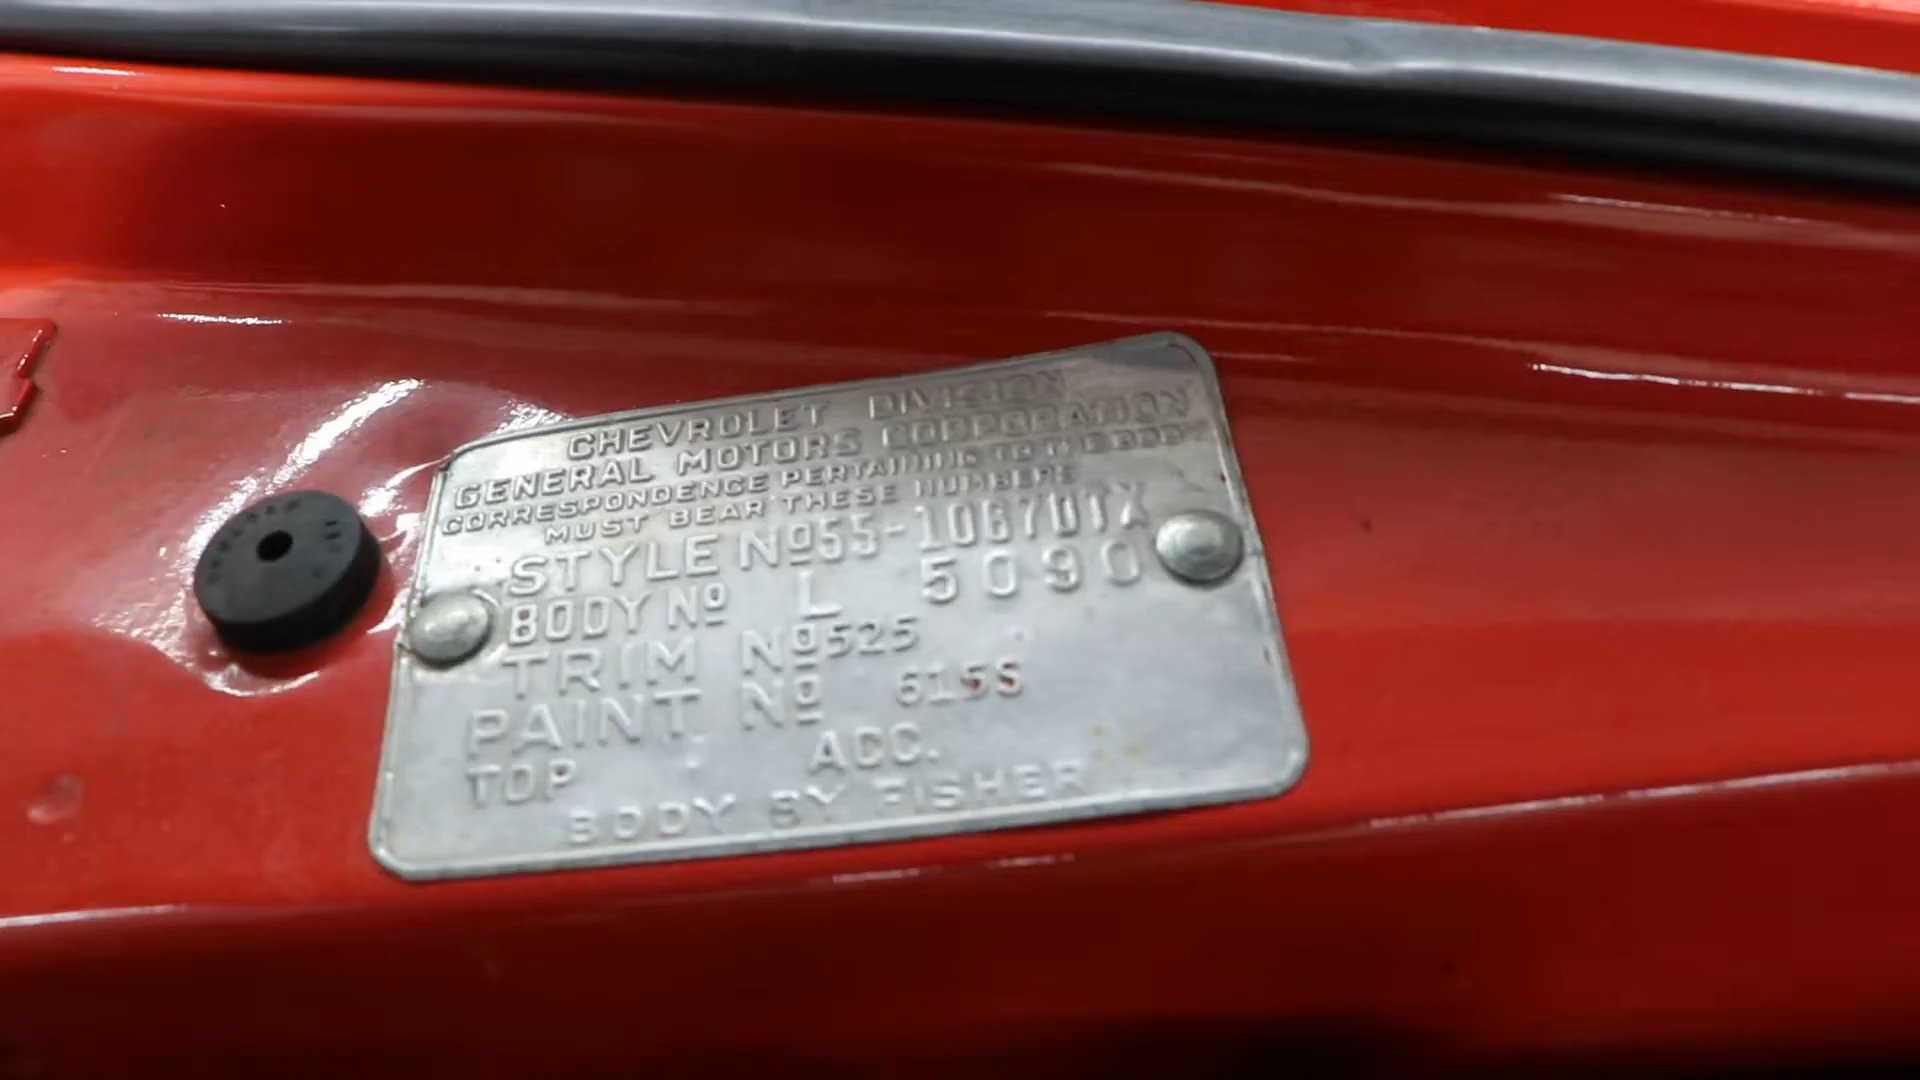 CHEVROLET DIVISION
GENERAL MOTORS CORPORATION
CORRESPONDENCE PERTAINING TO THE BODY
MUST BEAR THESE NUMBERS
STYLE No 55-1067DTX
BODY No L 5090
TRIM No 525
PAINT No 615S
TOP ACC.
BODY BY FISHER